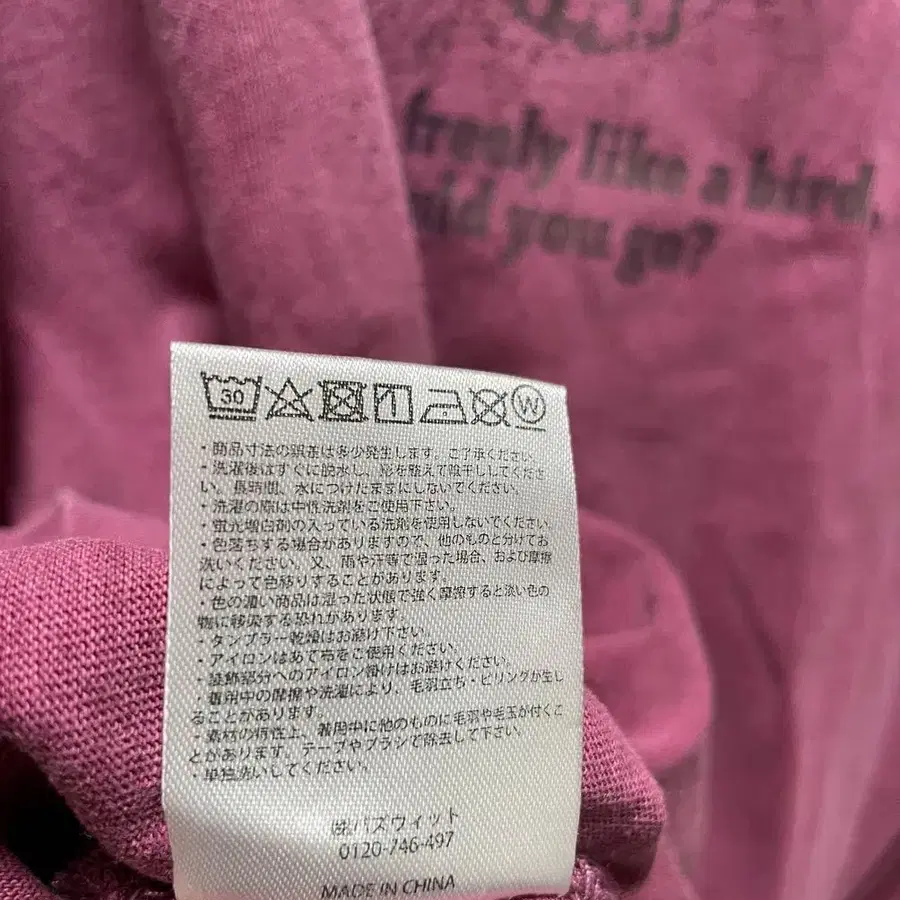 freely like a bird,
you go?
30
W
・商品寸法の誤差は多少発生します。ご了承ください。
・洗濯後はすぐに脱水し、形を整えて陰干ししてくださ
い。長時間、水につけたままにしないでください。
・洗濯の際は中性洗剤をご使用下さい。
・蛍光増白剤の入っている洗剤を使用しないでください。
・色落ちする場合がありますので、他のものと分けてお
洗いください。又、雨や汗等で湿った場合、および摩擦
によって色移りすることがあります。
・色の濃い商品は湿った状態で強く摩擦すると淡い色の
物に移染する恐れがあります。
・タンブラー乾燥はお避け下さい。
・アイロンはあて布をご使用ください。
・装飾部分へのアイロン掛けはお避けください。
・着用中の摩擦や洗濯により、毛羽立ち・ピリングが生じ
ることがあります。
・素材の特性上、着用中に他のものに毛羽や毛玉が付くこ
とがあります。テープやブラシで除去して下さい。
・単独洗いしてください。
㈱バズウィット
0120-746-497
MADE IN CHINA